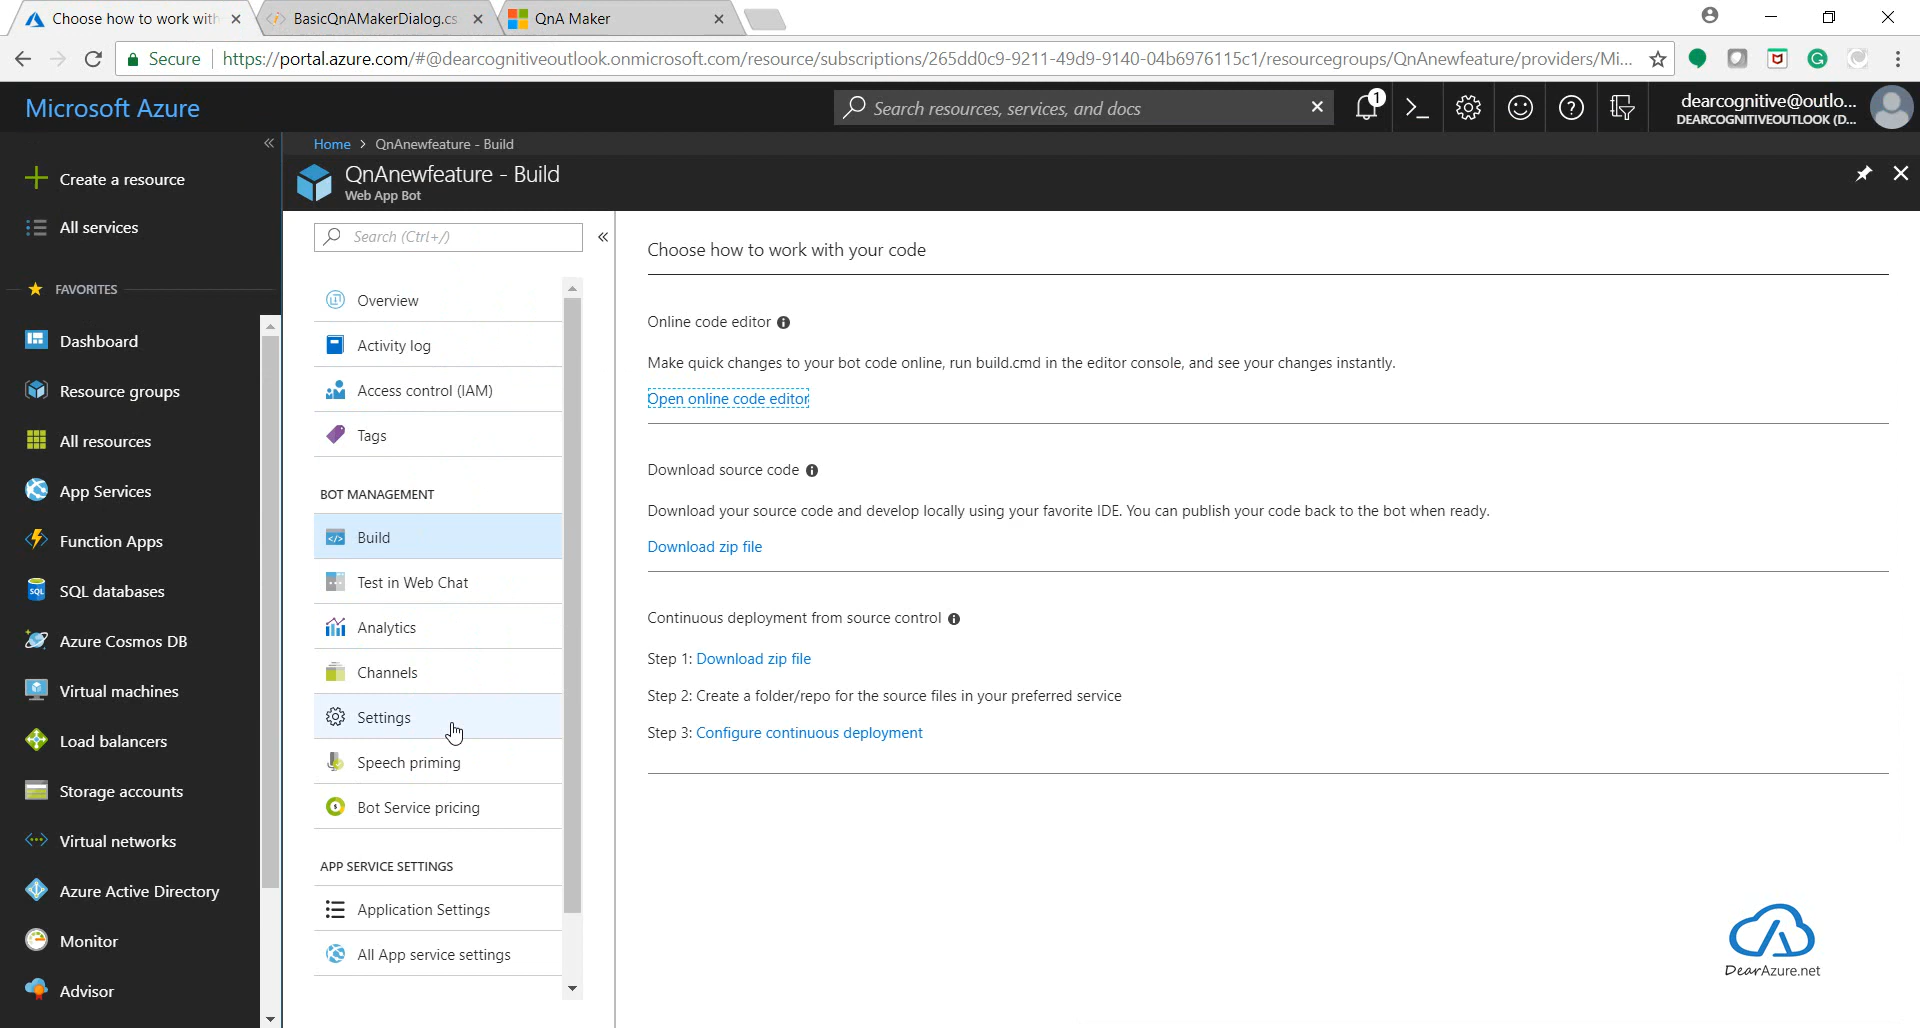 Choose how to work with
BasicQnAMakerDialog.cs
QnA Maker
Secure
https://portal.azure.com/#@dearcognitiveoutlook.onmicrosoft.com/resource/subscriptions/265dd0c9-9211-49d9-9140-04b6976115c1/resourcegroups/QnAnewfeature/providers/Mi...
Microsoft Azure
Search resources, services, and docs
1
dearcognitive@outlo...
DEARCOGNITIVEOUTLOOK (D...
Home > QnAnewfeature - Build
QnAnewfeature - Build
Web App Bot
Create a resource
All services
FAVORITES
Dashboard
Resource groups
All resources
App Services
Function Apps
SQL databases
Azure Cosmos DB
Virtual machines
Load balancers
Storage accounts
Virtual networks
Azure Active Directory
Monitor
Advisor
Search (Ctrl+/)
Overview
Activity log
Access control (IAM)
Tags
BOT MANAGEMENT
Build
Test in Web Chat
Analytics
Channels
Settings
Speech priming
Bot Service pricing
APP SERVICE SETTINGS
Application Settings
All App service settings
Choose how to work with your code
Online code editor
Make quick changes to your bot code online, run build.cmd in the editor console, and see your changes instantly.
Open online code editor
Download source code
Download your source code and develop locally using your favorite IDE. You can publish your code back to the bot when ready.
Download zip file
Continuous deployment from source control
Step 1: Download zip file
Step 2: Create a folder/repo for the source files in your preferred service
Step 3: Configure continuous deployment
DearAzure.net